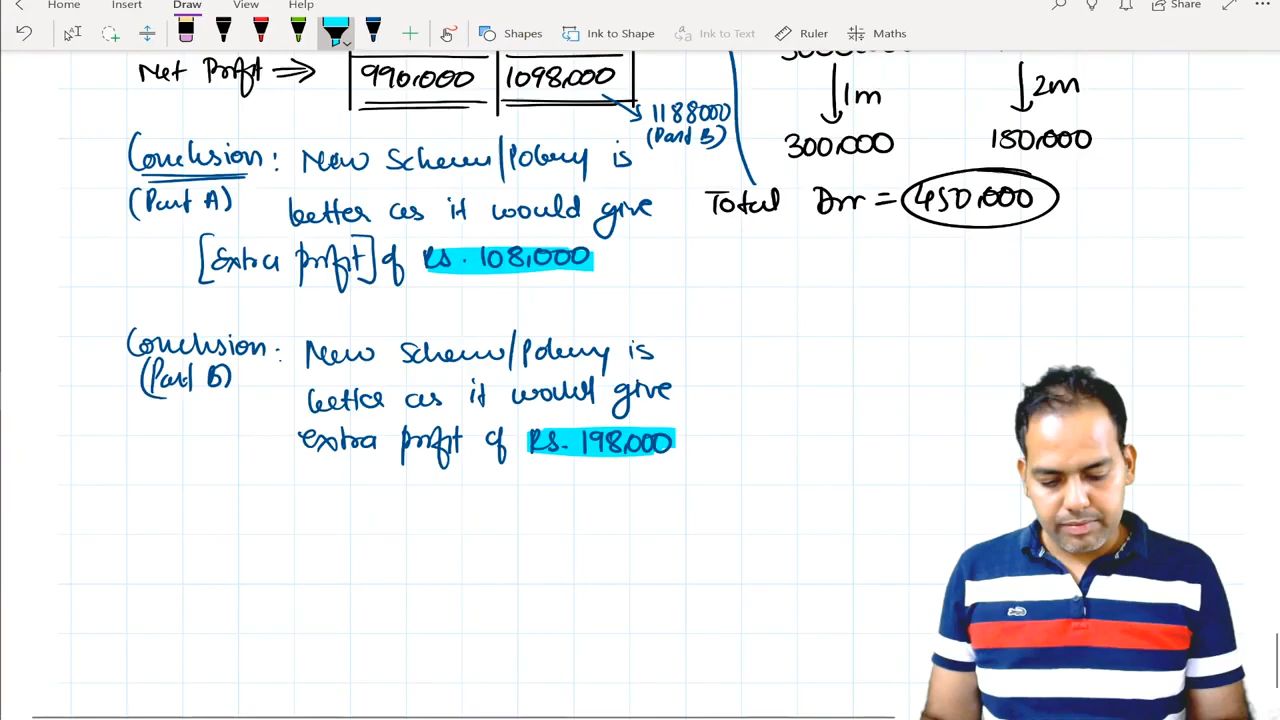 Home Insert Draw View Help Share
Shapes Ink to Shape Ink to Text Ruler Maths
Net Profit ⇒ 990,000 1098,000
1188000
(Part B)
Conclusion: New Scheme/Policy is
(Part A) better as it would give
[Extra profit] of Rs. 108,000
Conclusion: New Scheme/Policy is
(Part B)
better as it would give
extra profit of Rs. 198,000
1m 2m
300,000 150,000
Total Dr = 450,000